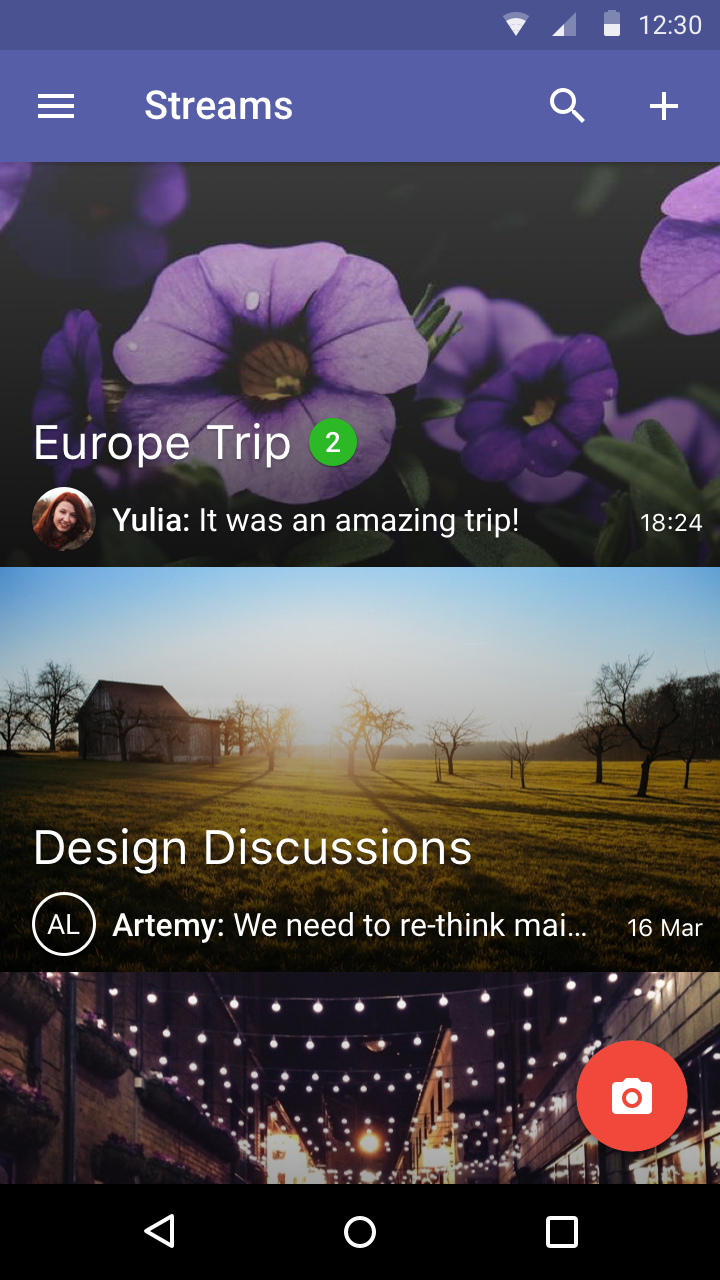 12:30
Streams
Europe Trip 2
Yulia: It was an amazing trip! 18:24
Design Discussions
AL Artemy: We need to re-think mai... 16 Mar